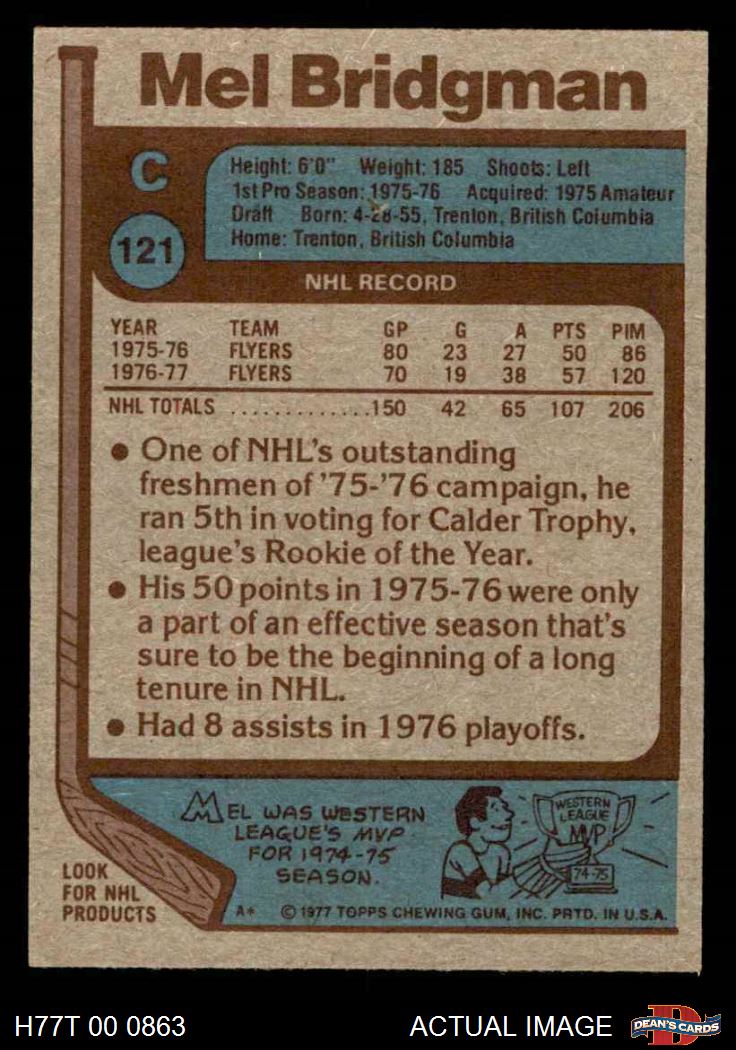 Mel Bridgman
C
121
Height: 6'0" Weight: 185 Shoots: Left
1st Pro Season: 1975-76 Acquired: 1975 Amateur
Draft Born: 4-28-55, Trenton, British Columbia
Home: Trenton, British Columbia
NHL RECORD
YEAR TEAM GP G A PTS PIM
1975-76 FLYERS 80 23 27 50 86
1976-77 FLYERS 70 19 38 57 120
NHL TOTALS .............150 42 65 107 206
● One of NHL's outstanding
freshmen of '75-'76 campaign, he
ran 5th in voting for Calder Trophy,
league's Rookie of the Year.
● His 50 points in 1975-76 were only
a part of an effective season that's
sure to be the beginning of a long
tenure in NHL.
● Had 8 assists in 1976 playoffs.
MEL WAS WESTERN
LEAGUE'S MVP
FOR 1974-75
SEASON.
WESTERN
LEAGUE
MVP
74-75
LOOK
FOR NHL
PRODUCTS
A* © 1977 TOPPS CHEWING GUM, INC. PRTD. IN U.S.A.
H77T 00 0863 ACTUAL IMAGE
DEAN'S CARDS